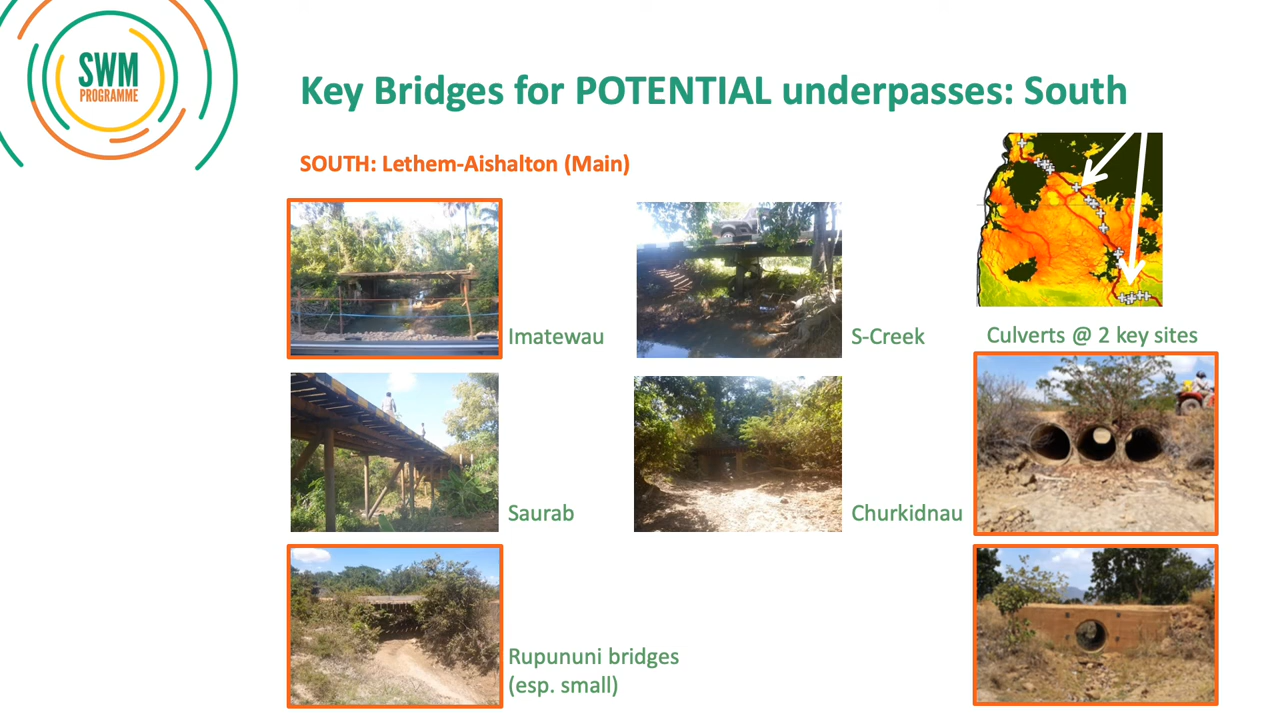 SWM
PROGRAMME
Key Bridges for POTENTIAL underpasses: South
SOUTH: Lethem-Aishalton (Main)
Imatewau
S-Creek
Culverts @ 2 key sites
Saurab
Churkidnau
Rupununi bridges
(esp. small)